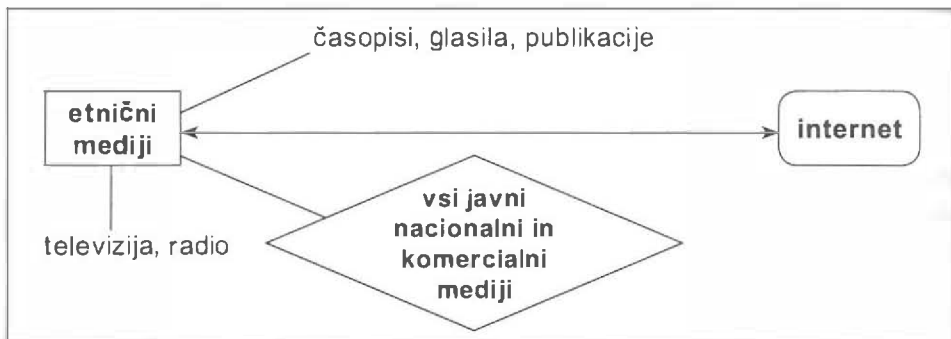 časopisi, glasila, publikacije
etnični
mediji
internet
vsi javni
nacionalni in
komercialni
mediji
televizija, radio